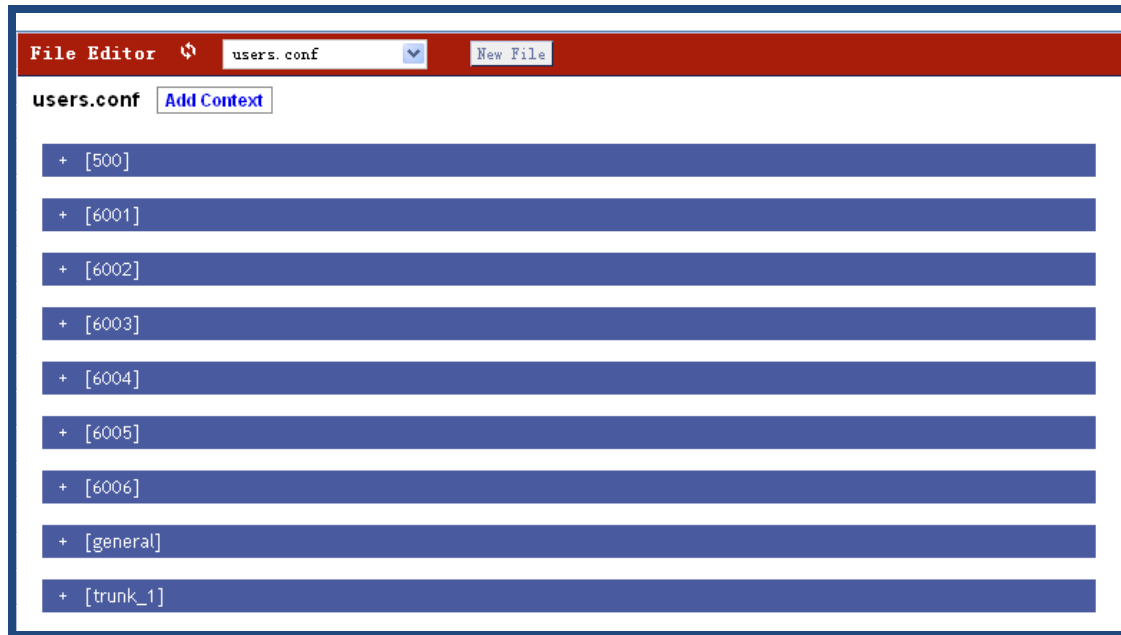 File Editor users.conf New File
users.conf Add Context
+ [500]
+ [6001]
+ [6002]
+ [6003]
+ [6004]
+ [6005]
+ [6006]
+ [general]
+ [trunk_1]